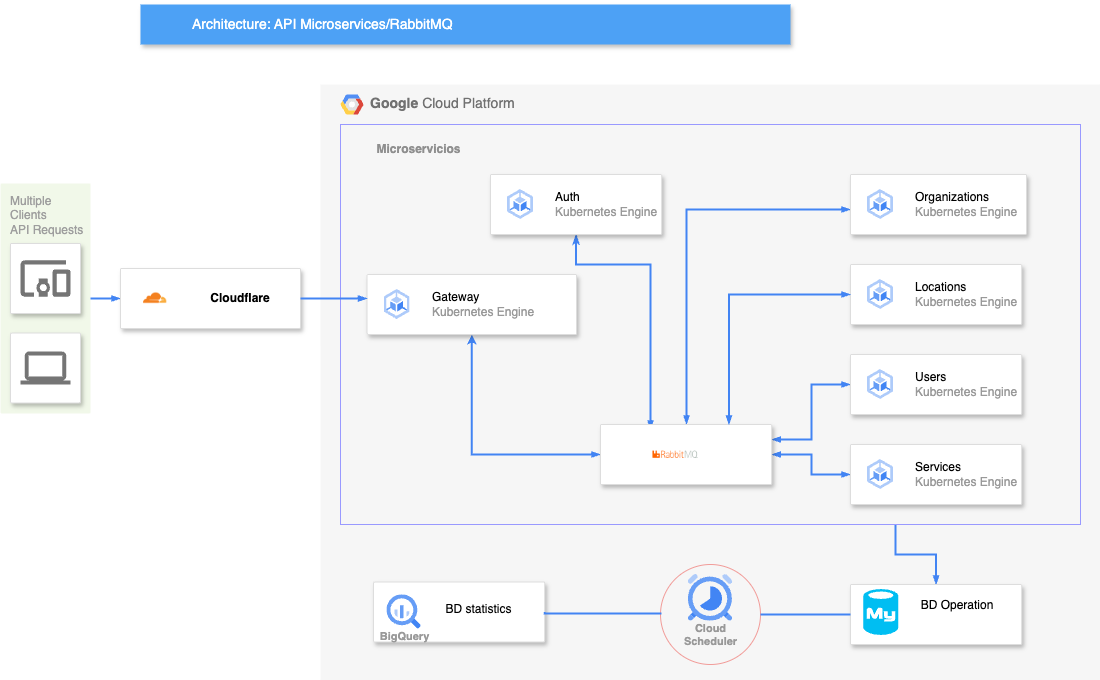 Architecture: API Microservices/RabbitMQ
Google Cloud Platform
Microservicios
Multiple
Clients
API Requests
Cloudflare
Auth
Kubernetes Engine
Gateway
Kubernetes Engine
Organizations
Kubernetes Engine
Locations
Kubernetes Engine
Users
Kubernetes Engine
Services
Kubernetes Engine
RabbitMQ
BD statistics
BigQuery
Cloud
Scheduler
My
BD Operation